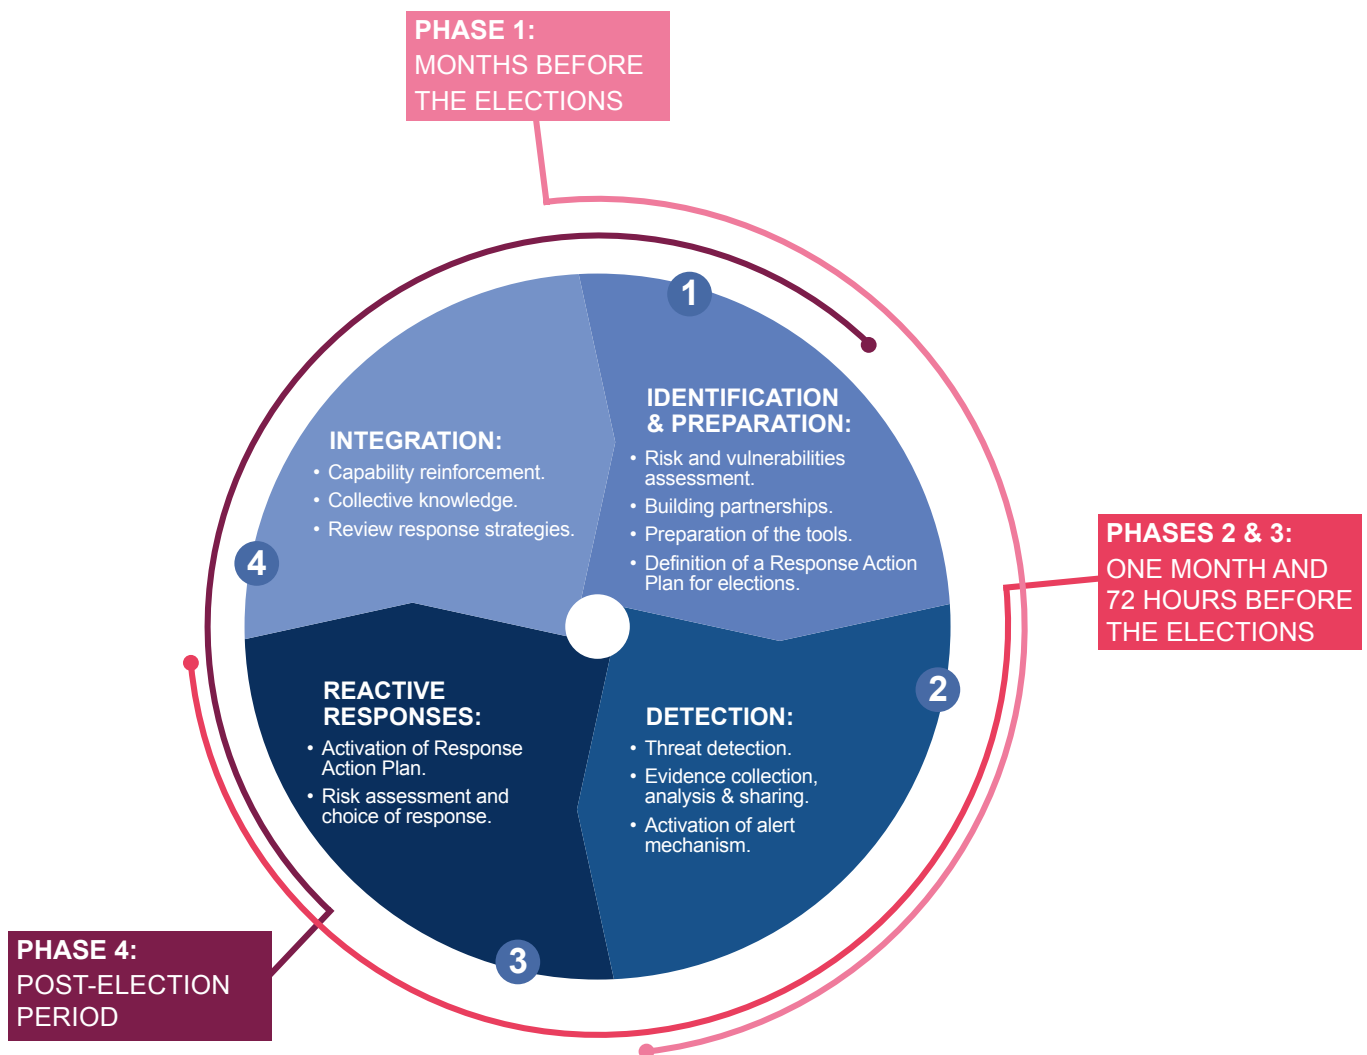 PHASE 1:
MONTHS BEFORE
THE ELECTIONS
1
IDENTIFICATION
& PREPARATION:
• Risk and vulnerabilities
assessment.
• Building partnerships.
• Preparation of the tools.
• Definition of a Response Action
Plan for elections.
PHASES 2 & 3:
ONE MONTH AND
72 HOURS BEFORE
THE ELECTIONS
2
DETECTION:
• Threat detection.
• Evidence collection,
analysis & sharing.
• Activation of alert
mechanism.
3
REACTIVE
RESPONSES:
• Activation of Response
Action Plan.
• Risk assessment and
choice of response.
4
INTEGRATION:
• Capability reinforcement.
• Collective knowledge.
• Review response strategies.
PHASE 4:
POST-ELECTION
PERIOD